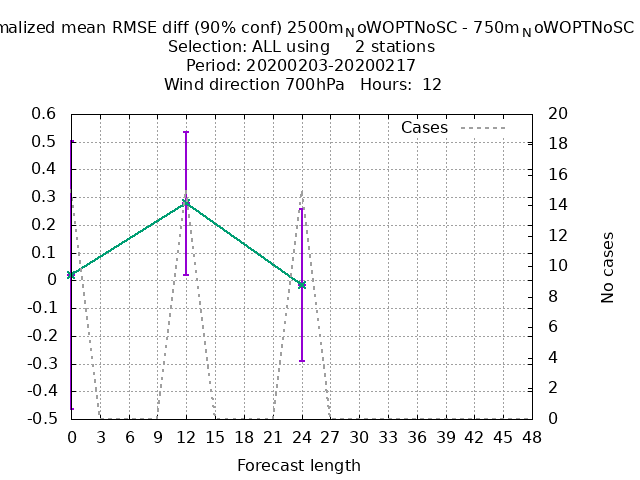 malized mean RMSE diff (90% conf) 2500mNoWOPTNoSC - 750mNoWOPTNoSC
Selection: ALL using 2 stations
Period: 20200203-20200217
Wind direction 700hPa Hours: 12
Cases
0.6
0.5
0.4
0.3
0.2
0.1
0
-0.1
-0.2
-0.3
-0.4
-0.5
20
18
16
14
12
10
8
6
4
2
0
No cases
0 3 6 9 12 15 18 21 24 27 30 33 36 39 42 45 48
Forecast length